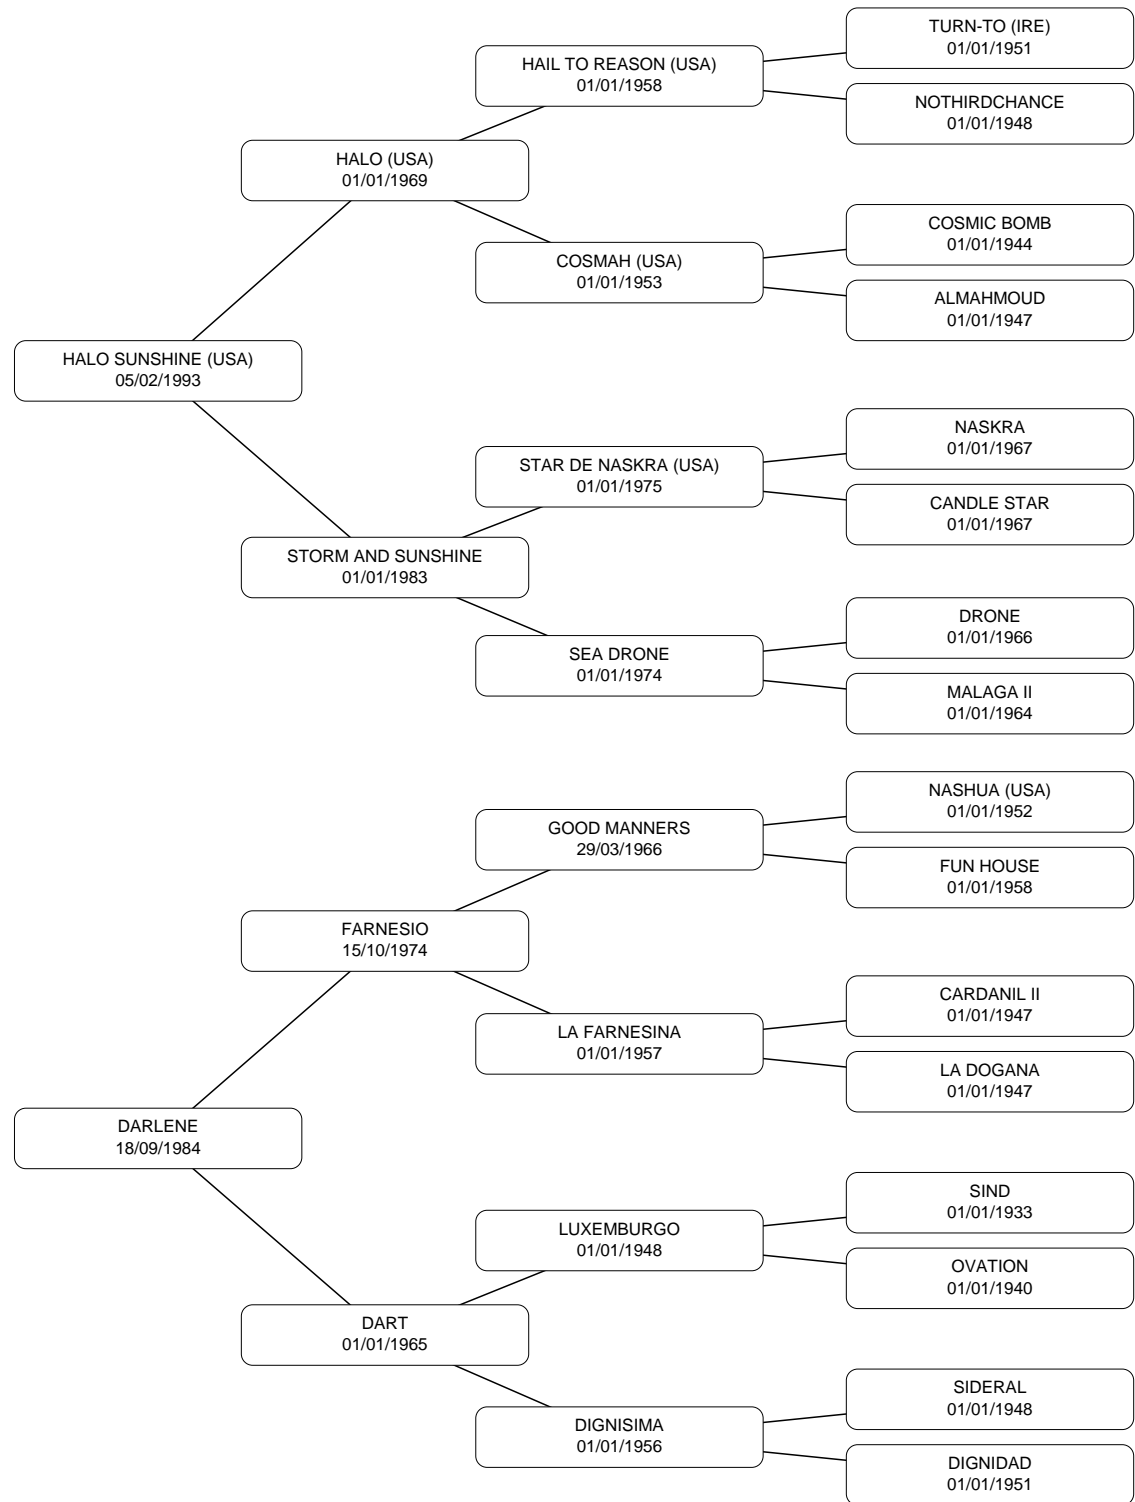 TURN-TO (IRE)
01/01/1951
HAIL TO REASON (USA)
01/01/1958
NOTHIRDCHANCE
01/01/1948
HALO (USA)
01/01/1969
COSMIC BOMB
01/01/1944
COSMAH (USA)
01/01/1953
ALMAHMOUD
01/01/1947
HALO SUNSHINE (USA)
05/02/1993
NASKRA
01/01/1967
STAR DE NASKRA (USA)
01/01/1975
CANDLE STAR
01/01/1967
STORM AND SUNSHINE
01/01/1983
DRONE
01/01/1966
SEA DRONE
01/01/1974
MALAGA II
01/01/1964
NASHUA (USA)
01/01/1952
GOOD MANNERS
29/03/1966
FUN HOUSE
01/01/1958
FARNESIO
15/10/1974
CARDANIL II
01/01/1947
LA FARNESINA
01/01/1957
LA DOGANA
01/01/1947
DARLENE
18/09/1984
SIND
01/01/1933
LUXEMBURGO
01/01/1948
OVATION
01/01/1940
DART
01/01/1965
SIDERAL
01/01/1948
DIGNISIMA
01/01/1956
DIGNIDAD
01/01/1951